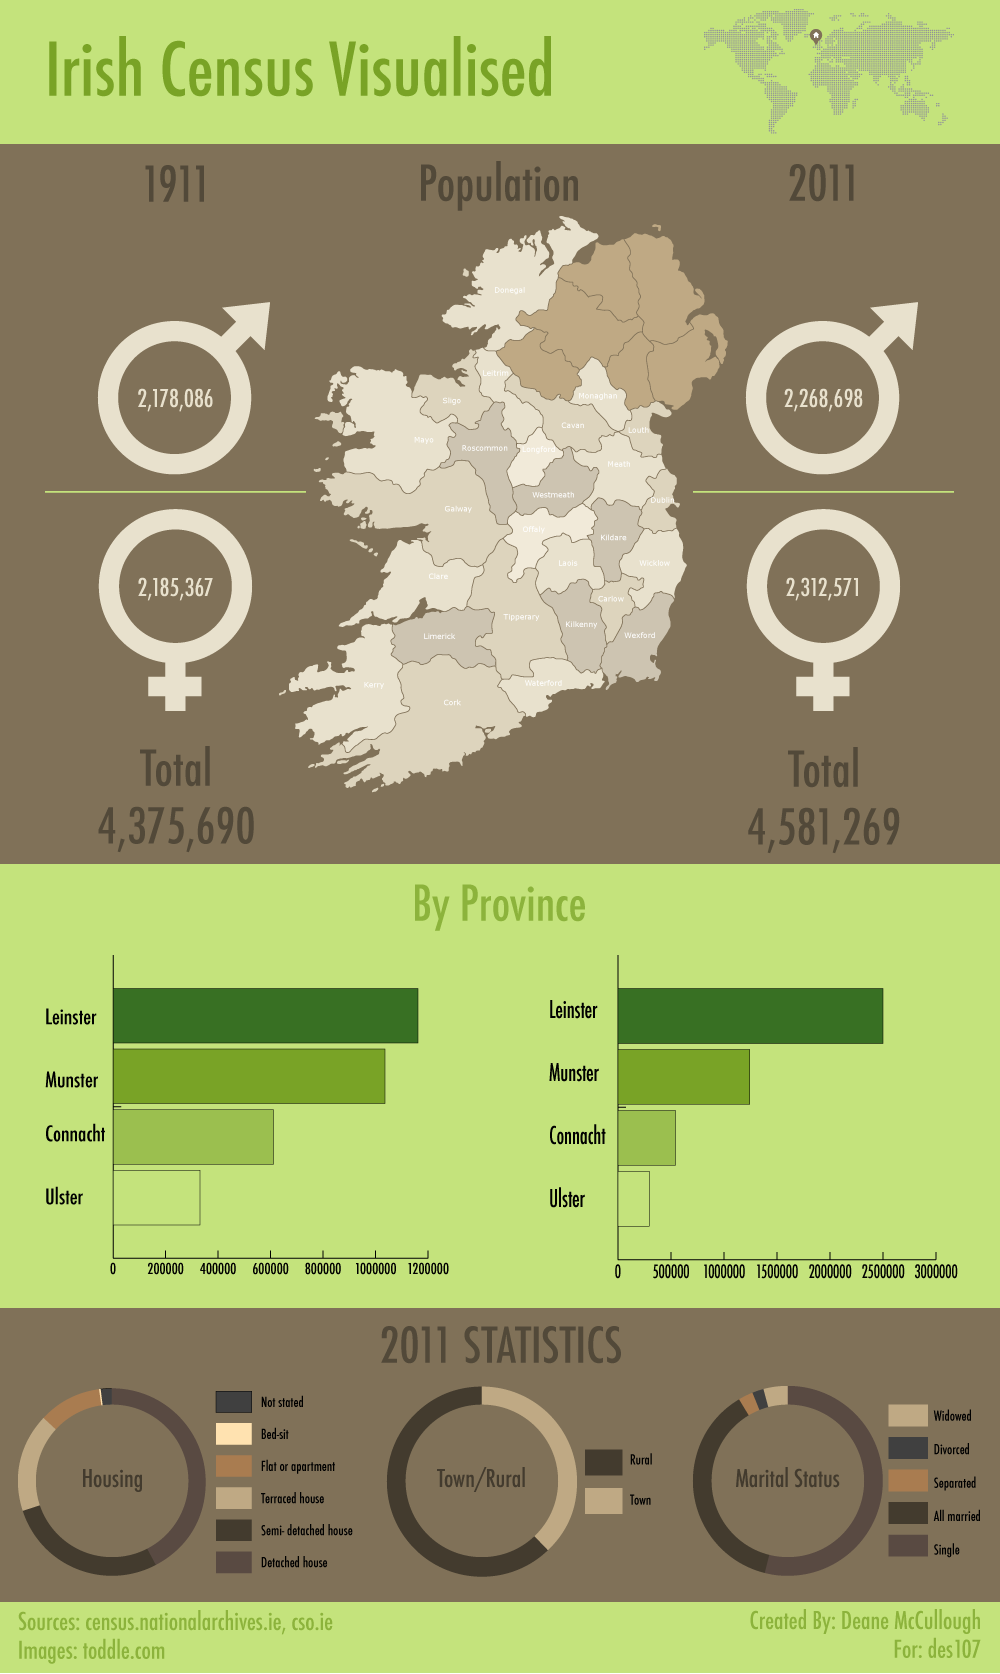 Irish Census Visualised
1911
Population
2011
2,178,086
2,185,367
Total
4,375,690
Donegal
Leitrim
Sligo
Monaghan
Cavan
Louth
Mayo
Roscommon
Longford
Meath
Westmeath
Dublin
Galway
Offaly
Kildare
Laois
Wicklow
Clare
Carlow
Tipperary
Kilkenny
Limerick
Wexford
Kerry
Waterford
Cork
2,268,698
2,312,571
Total
4,581,269
By Province
Leinster
Munster
Connacht
Ulster
0 200000 400000 600000 800000 1000000 1200000
Leinster
Munster
Connacht
Ulster
0 500000 1000000 1500000 2000000 2500000 3000000
2011 STATISTICS
Housing
Not stated
Bed-sit
Flat or apartment
Terraced house
Semi- detached house
Detached house
Town/Rural
Rural
Town
Marital Status
Widowed
Divorced
Separated
All married
Single
Sources: census.nationalarchives.ie, cso.ie
Images: toddle.com
Created By: Deane McCullough
For: des107